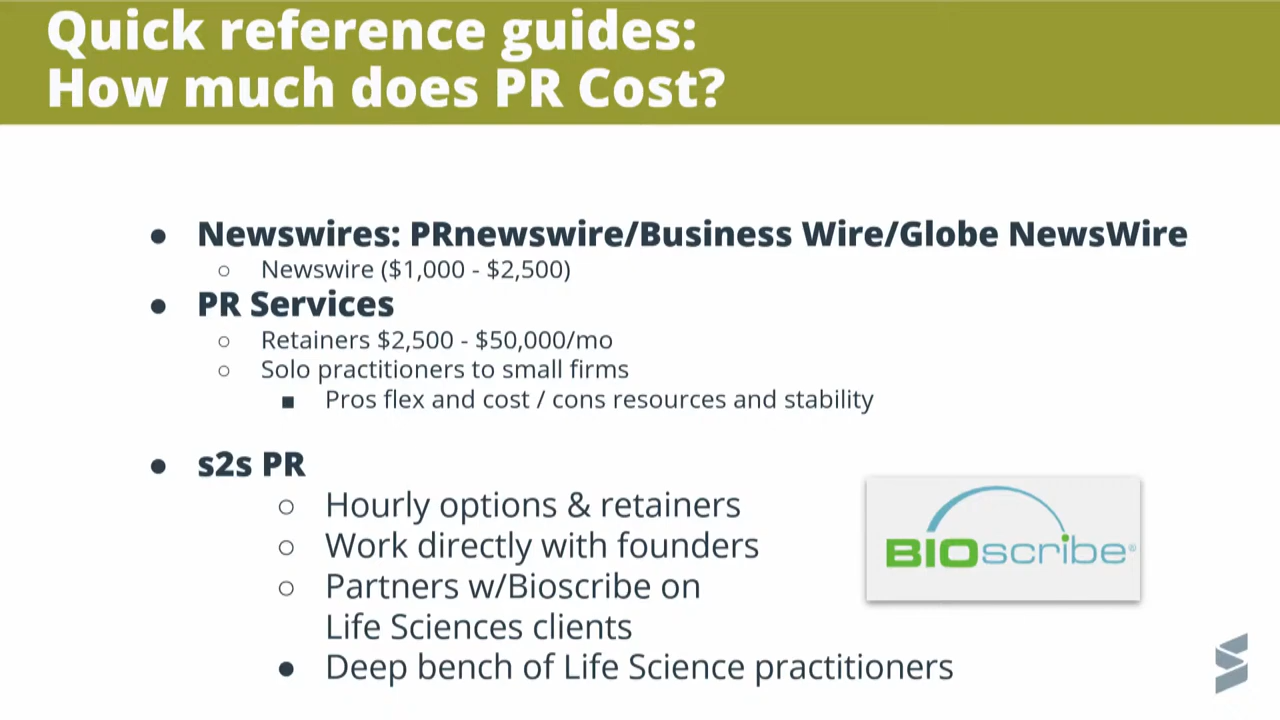 Quick reference guides:
How much does PR Cost?
● Newswires: PRnewswire/Business Wire/Globe NewsWire
○ Newswire ($1,000 - $2,500)
● PR Services
○ Retainers $2,500 - $50,000/mo
○ Solo practitioners to small firms
■ Pros flex and cost / cons resources and stability
● s2s PR
○ Hourly options & retainers
○ Work directly with founders
○ Partners w/Bioscribe on
Life Sciences clients
● Deep bench of Life Science practitioners
BIOscribe®